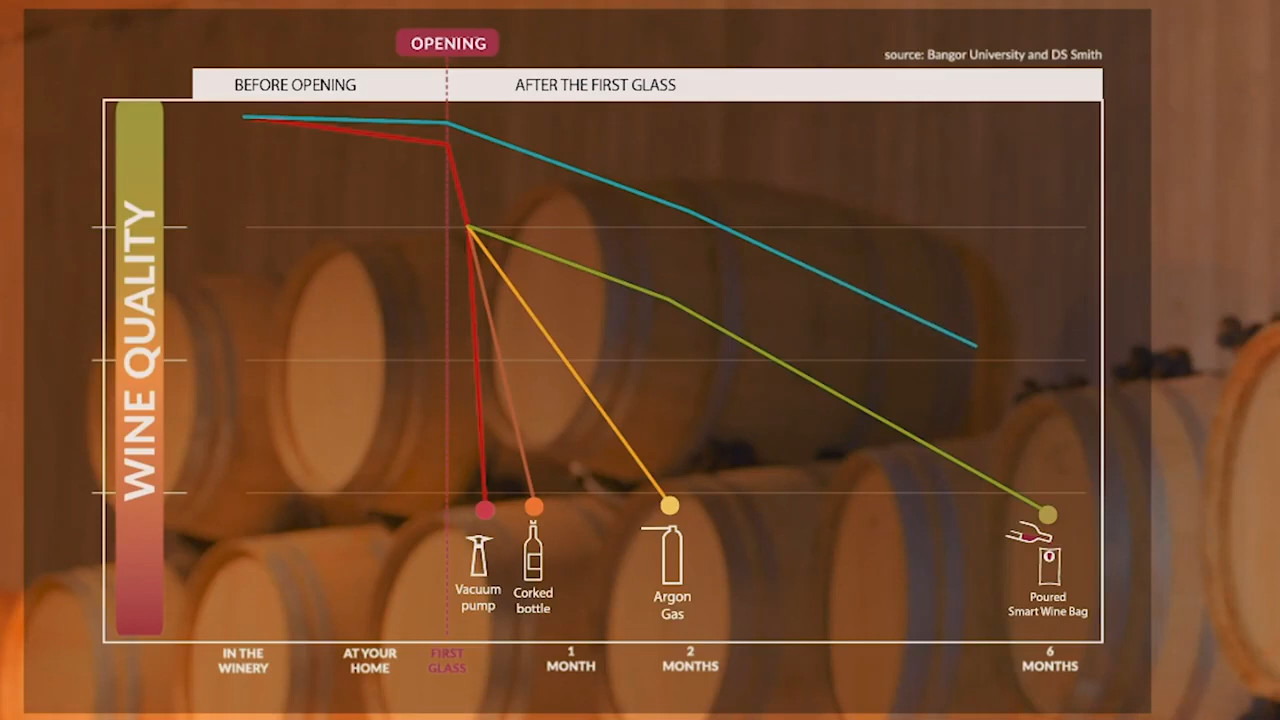 OPENING
source: Bangor University and DS Smith
BEFORE OPENING
AFTER THE FIRST GLASS
WINE QUALITY
Vacuum
pump
Corked
bottle
Argon
Gas
Poured
Smart Wine Bag
IN THE
WINERY
AT YOUR
HOME
FIRST
GLASS
1
MONTH
2
MONTHS
6
MONTHS